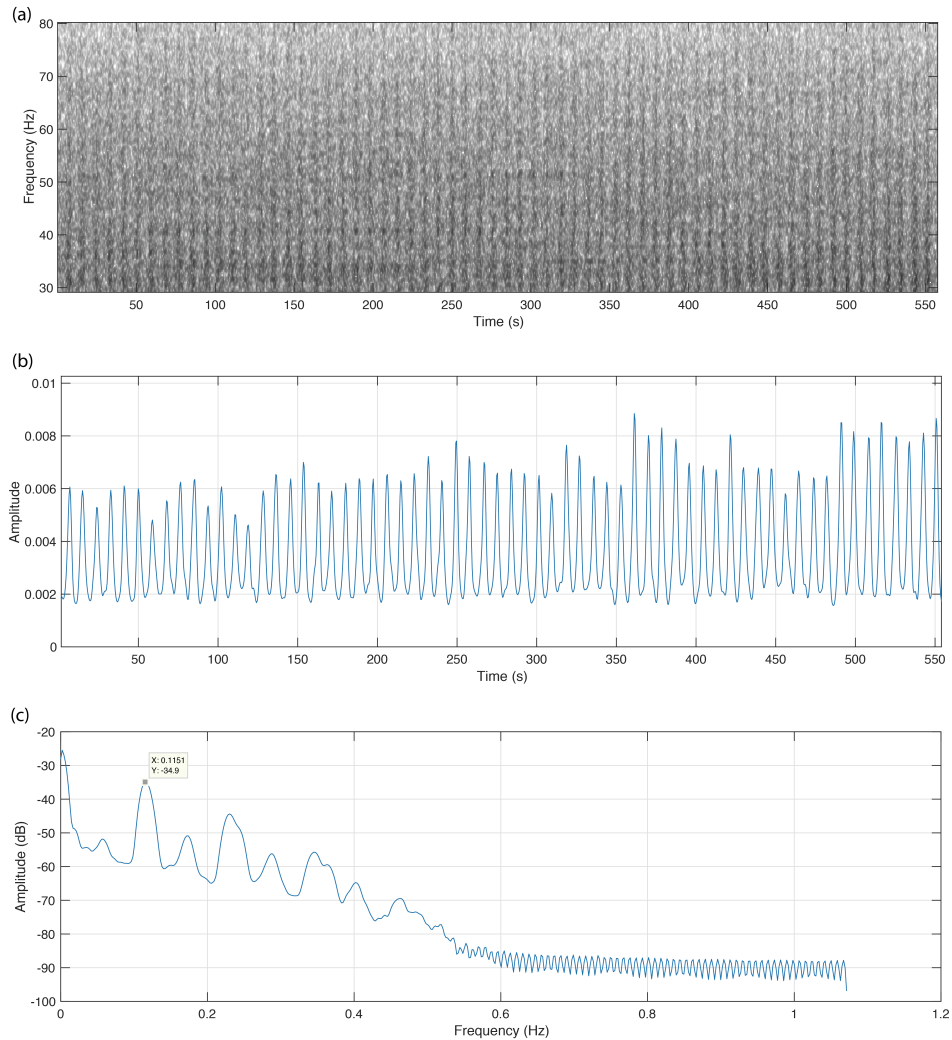 (a)
80
70
60
50
40
30
Frequency (Hz)
50 100 150 200 250 300 350 400 450 500 550
Time (s)
(b)
0.01
0.008
0.006
0.004
0.002
0
Amplitude
50 100 150 200 250 300 350 400 450 500 550
Time (s)
(c)
-20
-30
-40
-50
-60
-70
-80
-90
-100
Amplitude (dB)
X: 0.1151
Y: -34.9
0 0.2 0.4 0.6 0.8 1 1.2
Frequency (Hz)